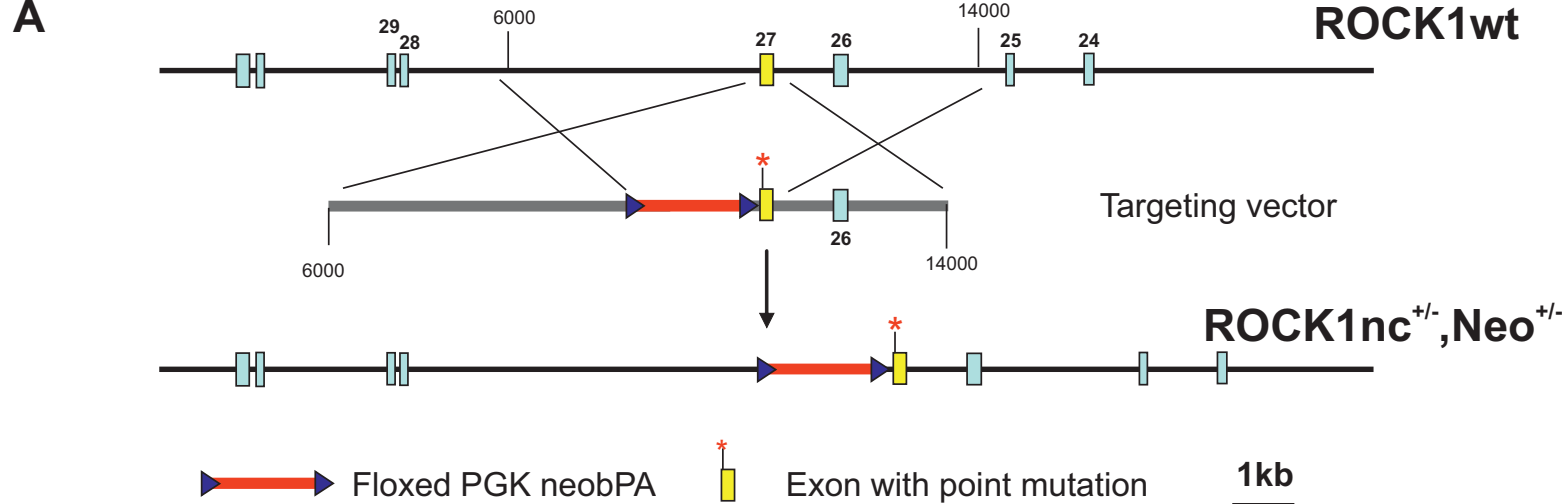 A
6000
14000
ROCK1wt
29
28
27
26
25
24
*
Targeting vector
26
6000
14000
ROCK1nc+/-,Neo+/-
*
*
Floxed PGK neobPA
Exon with point mutation
1kb